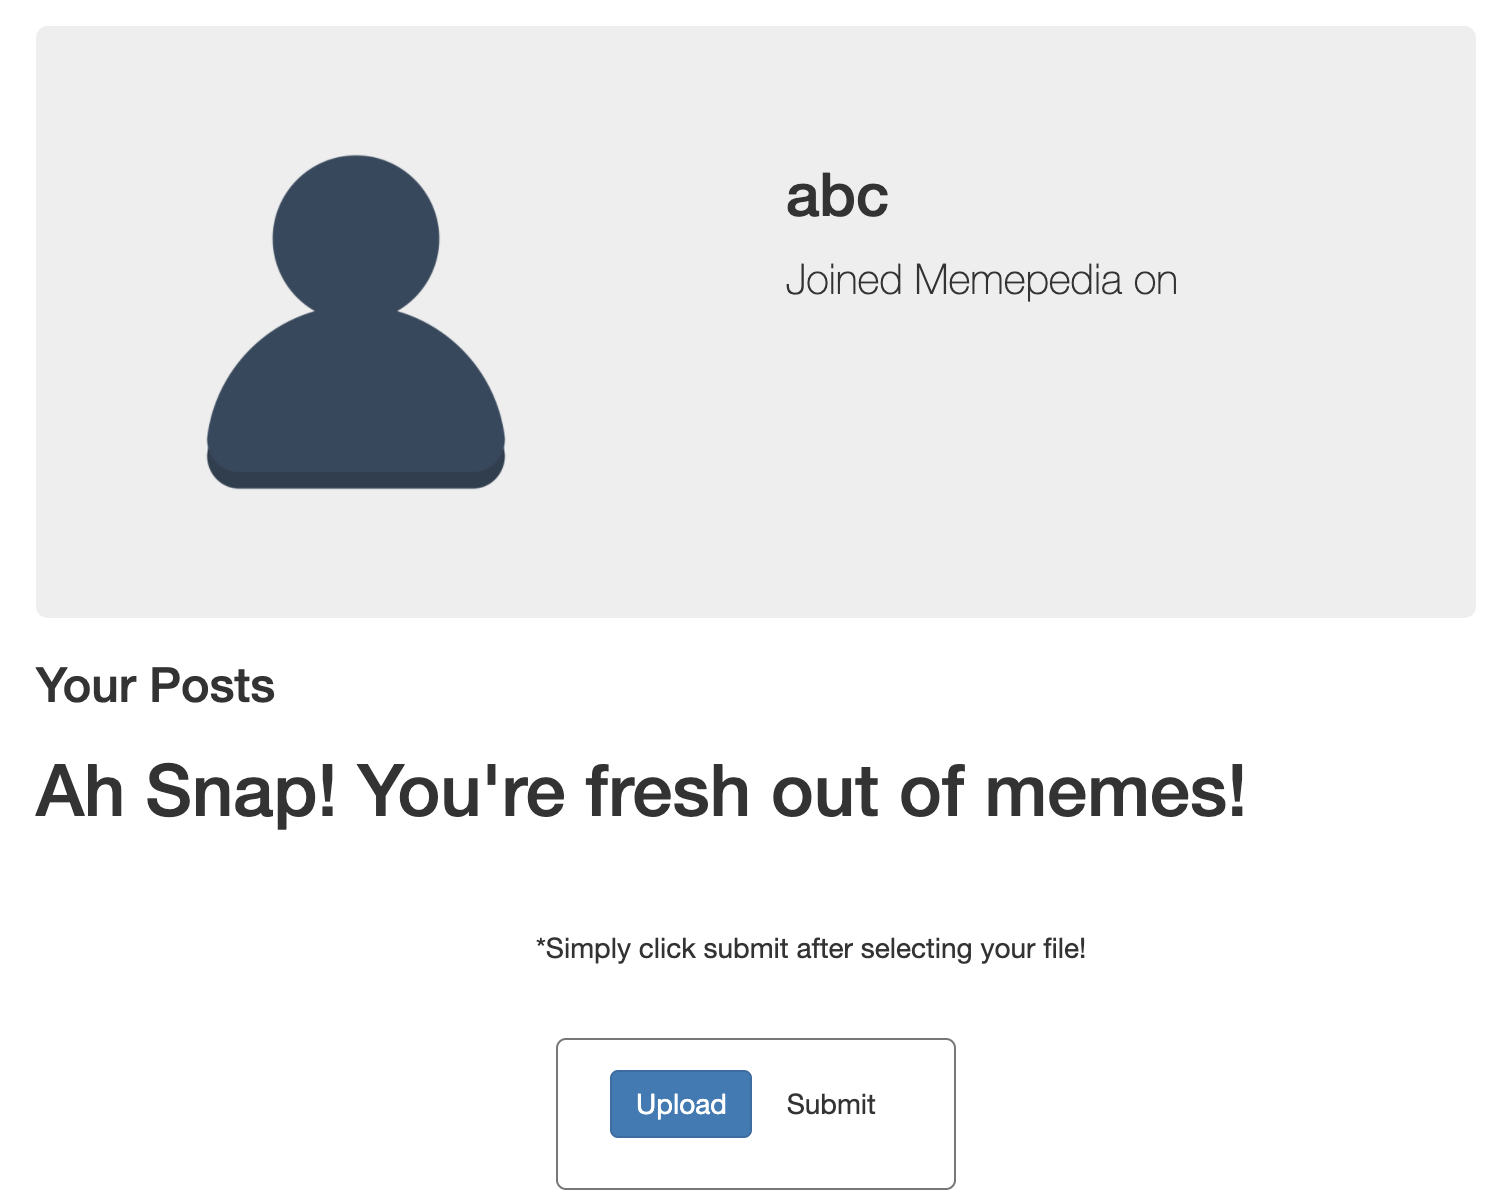 abc
Joined Memepedia on
Your Posts
Ah Snap! You're fresh out of memes!
*Simply click submit after selecting your file!
Upload Submit